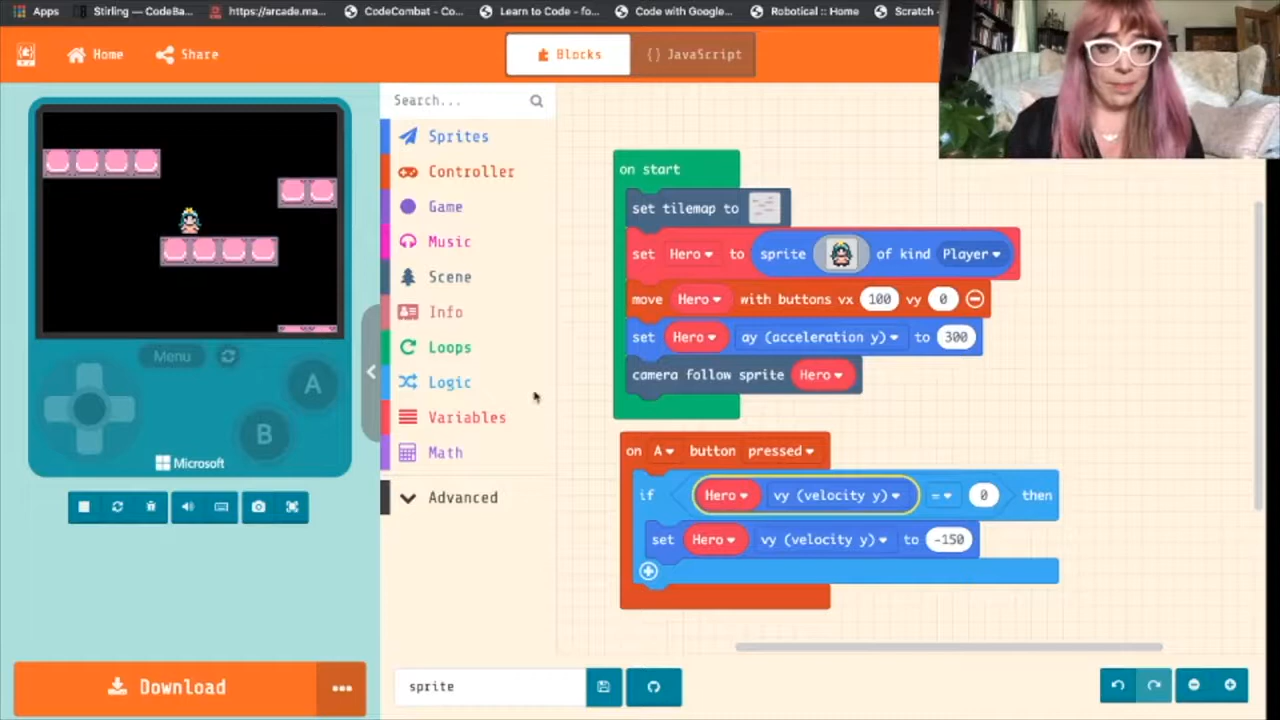 Apps Stirling — CodeBa... https://arcade.ma... CodeCombat - Co... Learn to Code - fo... Code with Google... Robotical :: Home Scratch -
Home Share Blocks {} JavaScript
Search...
Sprites
Controller
Game
Music
Scene
Info
Loops
Logic
Variables
Math
Advanced
Menu
A
B
Microsoft
on start
set tilemap to
set Hero to sprite of kind Player
move Hero with buttons vx 100 vy 0
set Hero ay (acceleration y) to 300
camera follow sprite Hero
on A button pressed
if Hero vy (velocity y) = 0 then
set Hero vy (velocity y) to -150
Download ...
sprite